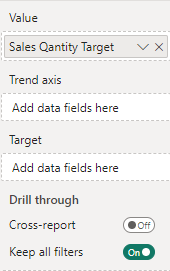 Value
Sales Qantity Target
Trend axis
Add data fields here
Target
Add data fields here
Drill through
Cross-report Off
Keep all filters On